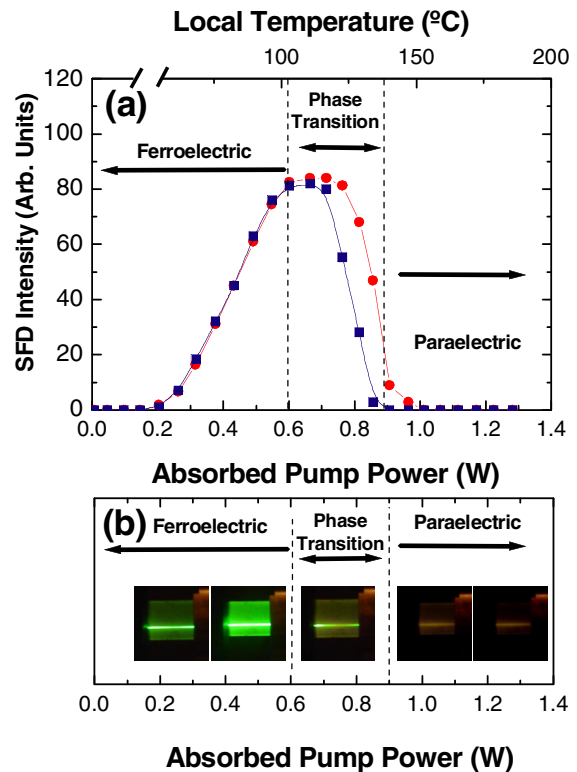 Local Temperature (ºC)
100 150 200
(a)
Phase
Transition
Ferroelectric
Paraelectric
SFD Intensity (Arb. Units)
120
100
80
60
40
20
0
0.0 0.2 0.4 0.6 0.8 1.0 1.2 1.4
Absorbed Pump Power (W)
(b)
Ferroelectric
Phase
Transition
Paraelectric
0.0 0.2 0.4 0.6 0.8 1.0 1.2 1.4
Absorbed Pump Power (W)